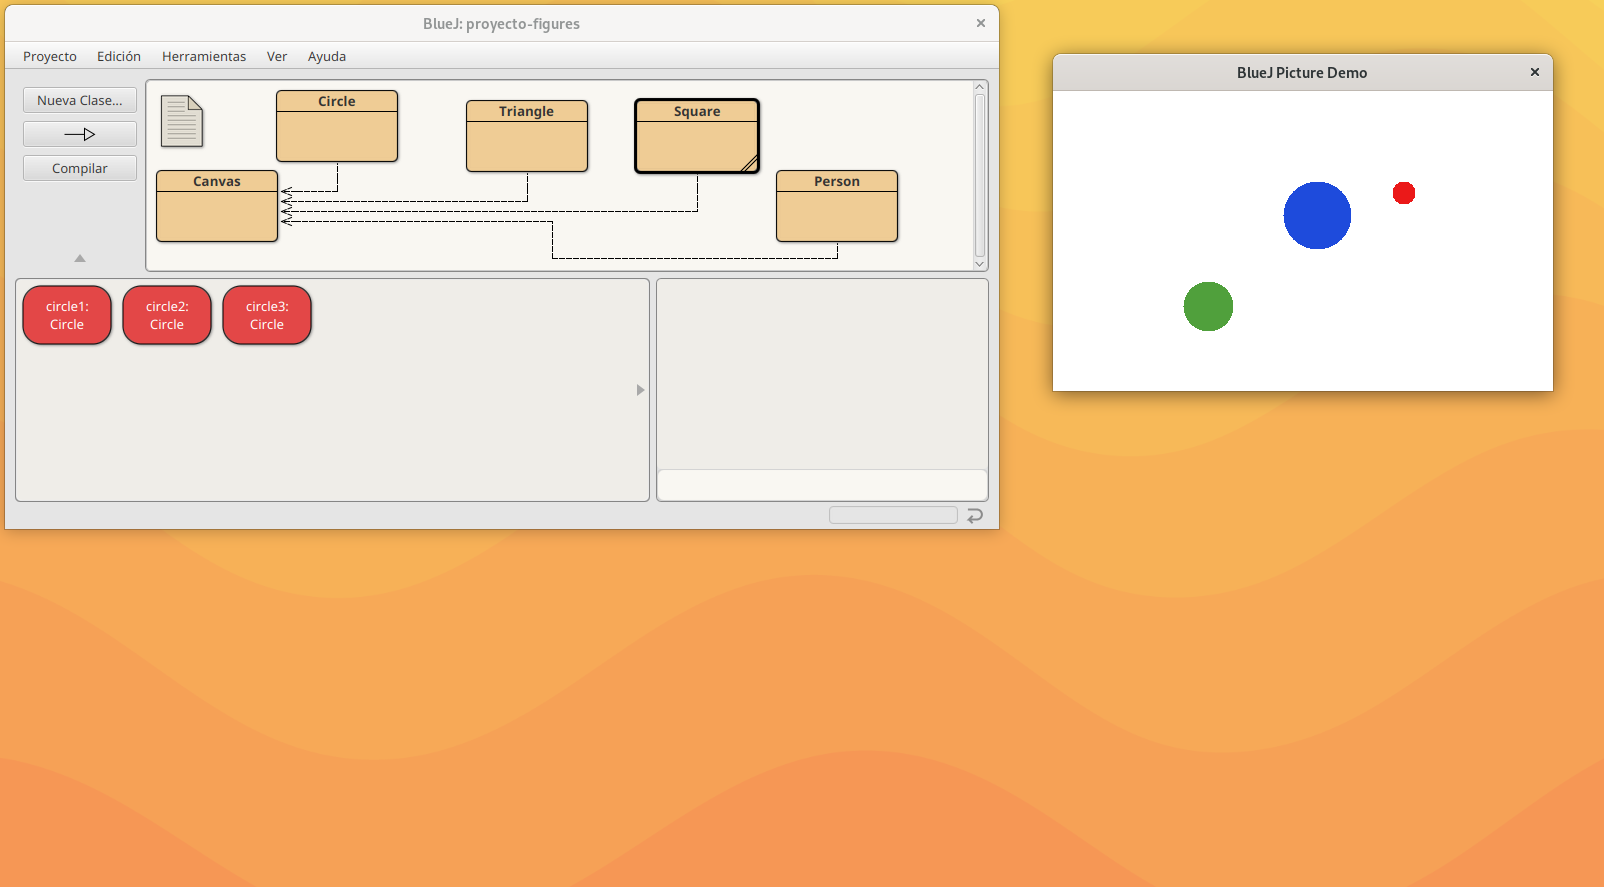 BlueJ: proyecto-figures
Proyecto Edición Herramientas Ver Ayuda
Nueva Clase...
Compilar
Circle
Triangle
Square
Canvas
Person
circle1:
Circle
circle2:
Circle
circle3:
Circle
BlueJ Picture Demo